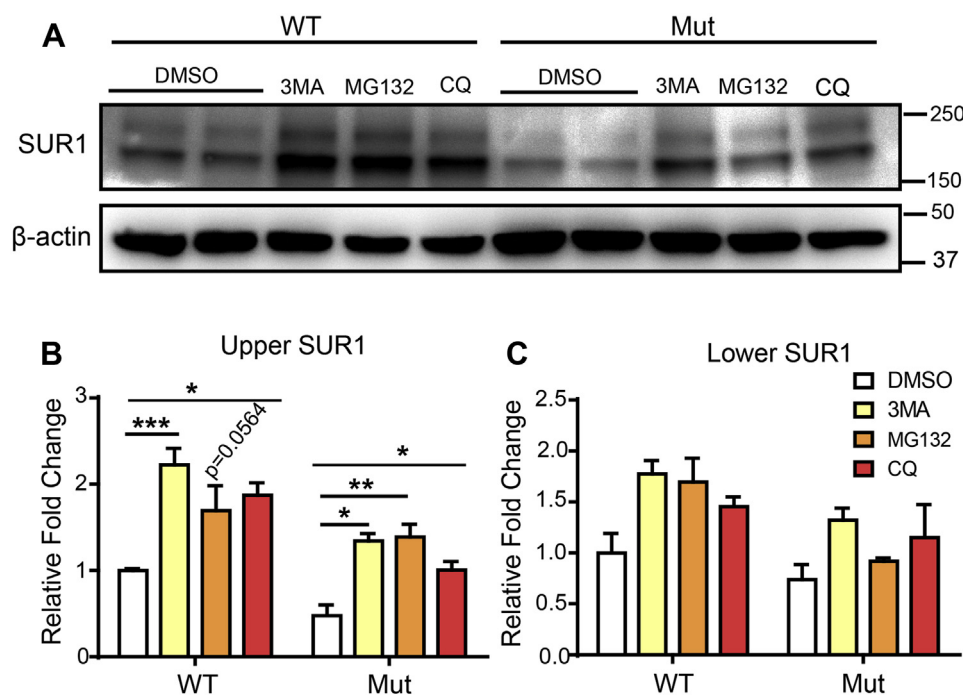 A
WT Mut
DMSO 3MA MG132 CQ DMSO 3MA MG132 CQ
SUR1
250
150
β-actin
50
37
B
Upper SUR1
Relative Fold Change
3
2
1
0
***
*
p=0.0564
*
**
*
WT Mut
C
Lower SUR1
Relative Fold Change
2.5
2.0
1.5
1.0
0.5
0.0
DMSO
3MA
MG132
CQ
WT Mut